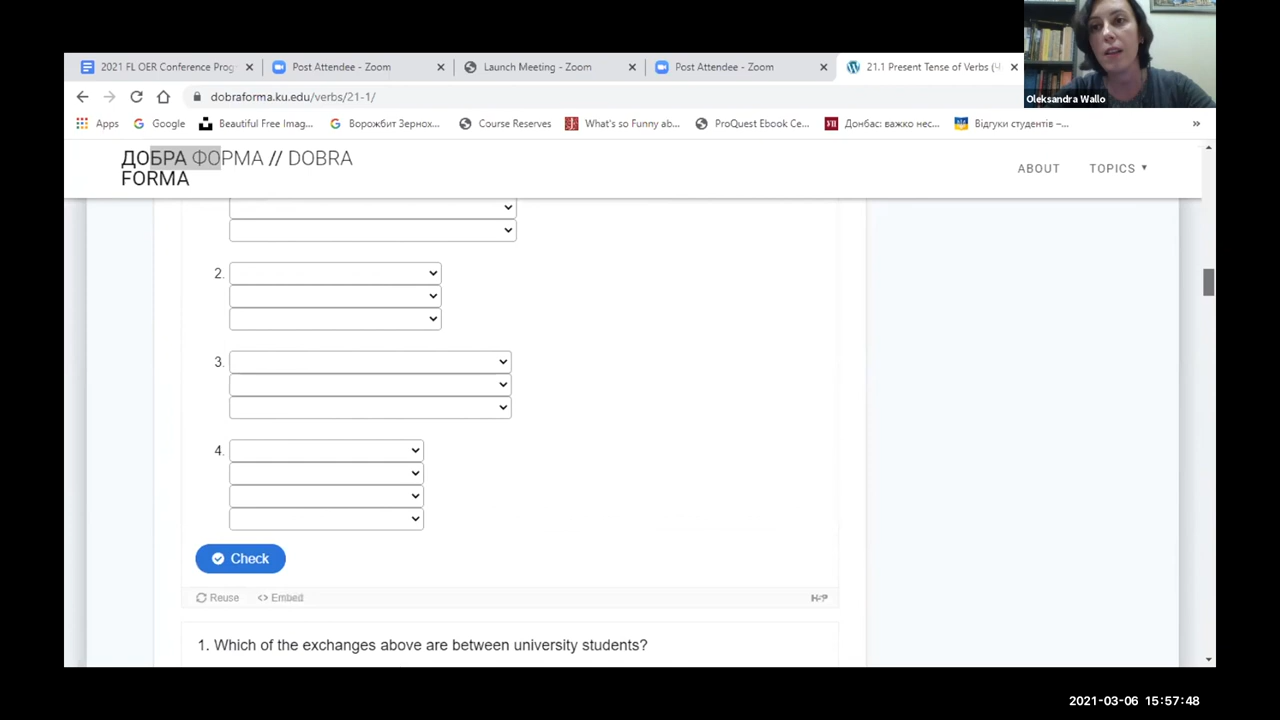 2021 FL OER Conference Prog
Post Attendee - Zoom
Launch Meeting - Zoom
Post Attendee - Zoom
21.1 Present Tense of Verbs (Ч
dobraforma.ku.edu/verbs/21-1/
Oleksandra Wallo
Apps
Google
Beautiful Free Imag...
Ворожбит Зернох...
Course Reserves
What's so Funny ab...
ProQuest Ebook Ce...
Донбас: важко нес...
Відгуки студентів –...
»
ДОБРА ФОРМА // DOBRA
FORMA
ABOUT
TOPICS
2.
3.
4.
Check
Reuse
Embed
H-P
1. Which of the exchanges above are between university students?
2021-03-06 15:57:48